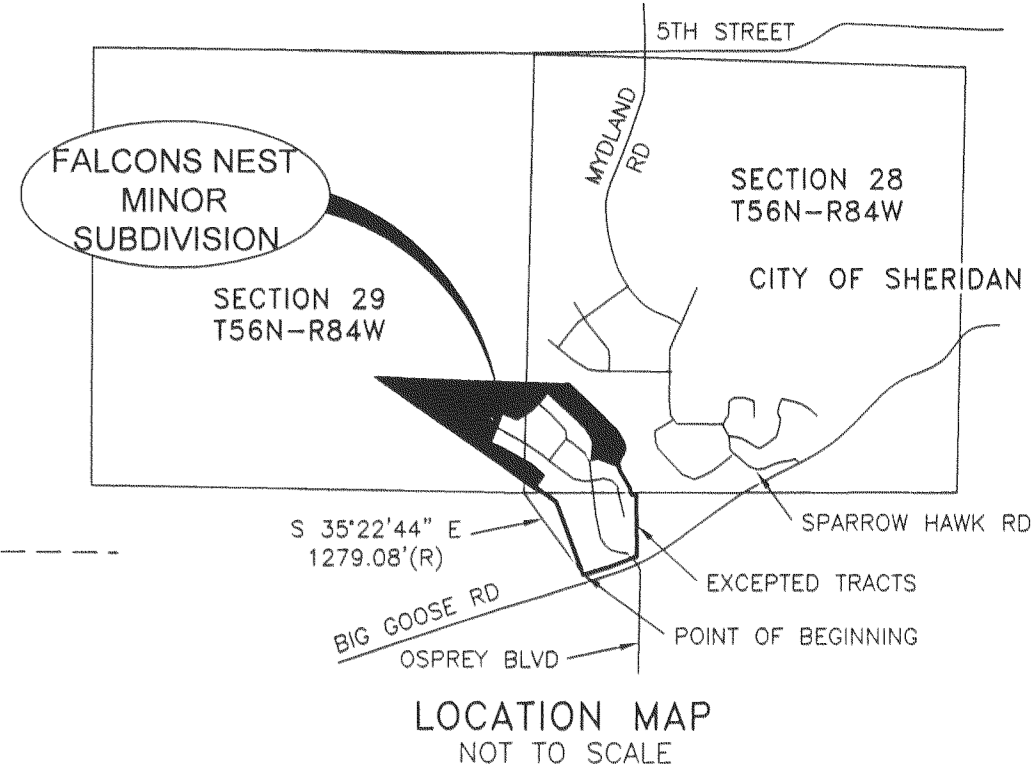 5TH STREET
MYDLAND
RD
FALCONS NEST
MINOR
SUBDIVISION
SECTION 28
T56N-R84W
CITY OF SHERIDAN
SECTION 29
T56N-R84W
S 35°22'44" E
1279.08'(R)
SPARROW HAWK RD
EXCEPTED TRACTS
BIG GOOSE RD
POINT OF BEGINNING
OSPREY BLVD
LOCATION MAP
NOT TO SCALE